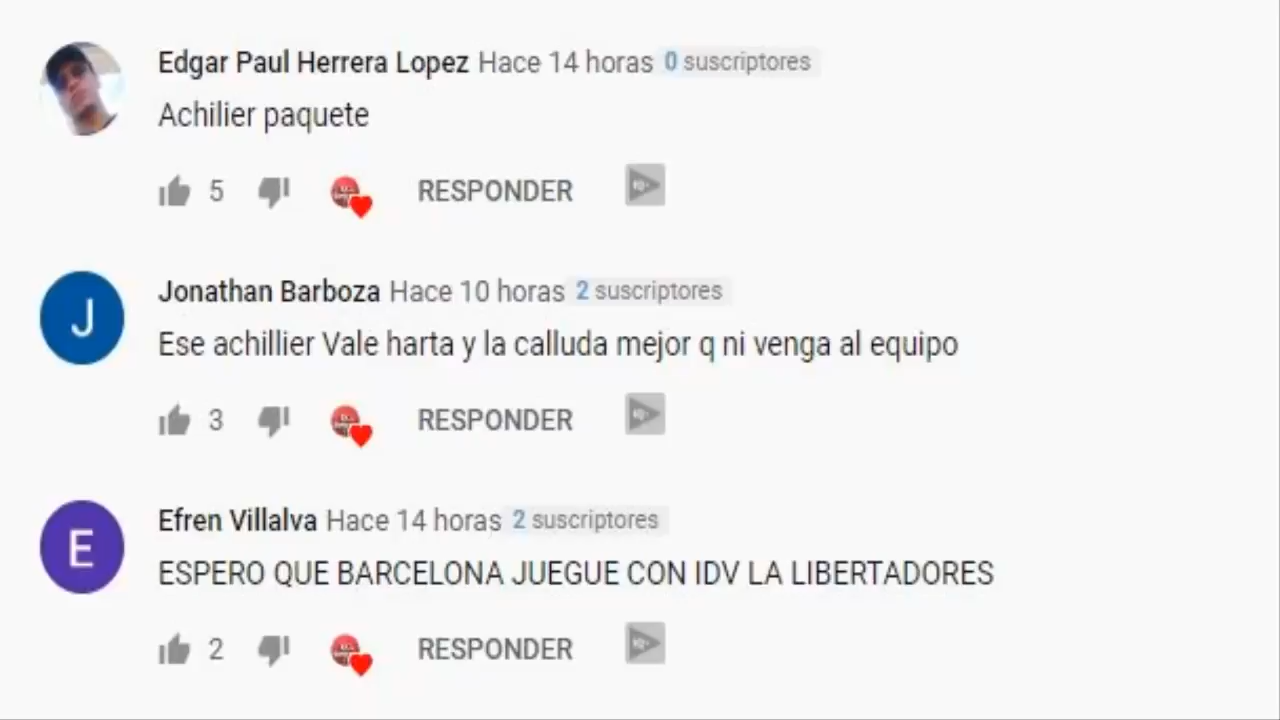 Edgar Paul Herrera Lopez Hace 14 horas 0 suscriptores
Achilier paquete
5 RESPONDER
J
Jonathan Barboza Hace 10 horas 2 suscriptores
Ese achillier Vale harta y la calluda mejor q ni venga al equipo
3 RESPONDER
E
Efren Villalva Hace 14 horas 2 suscriptores
ESPERO QUE BARCELONA JUEGUE CON IDV LA LIBERTADORES
2 RESPONDER